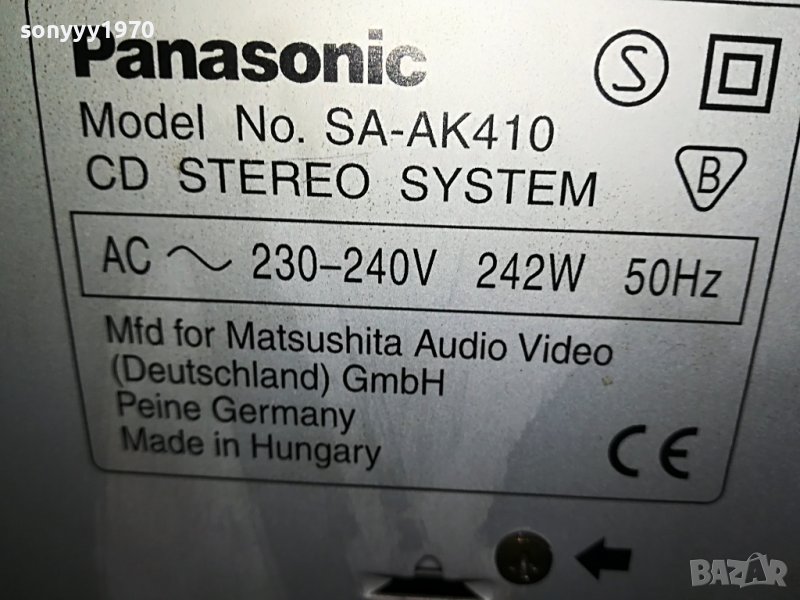 sonyyy1970
Panasonic
S
Model No. SA-AK410
CD STEREO SYSTEM
B
AC ~ 230-240V 242W 50Hz
Mfd for Matsushita Audio Video
(Deutschland) GmbH
Peine Germany
Made in Hungary
CE
BAZAR